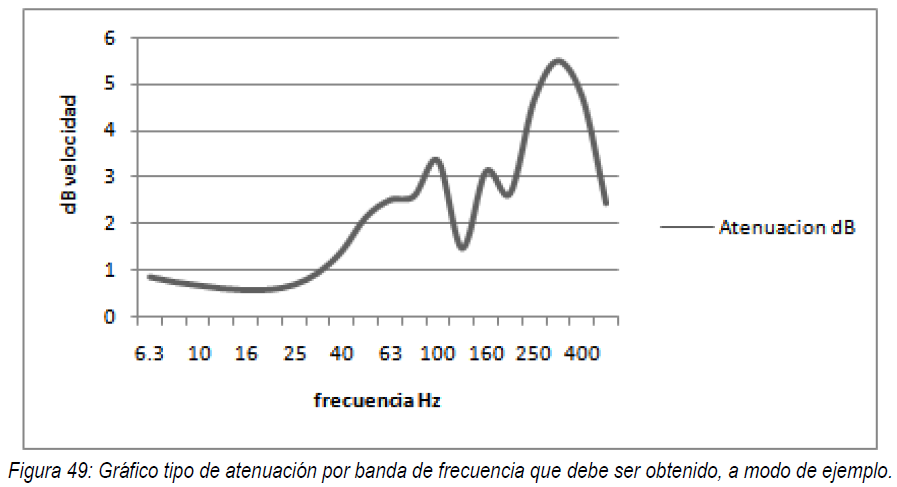 6
5
4
3
2
1
0
dB velocidad
6.3 10 16 25 40 63 100 160 250 400
frecuencia Hz
Atenuacion dB
Figura 49: Gráfico tipo de atenuación por banda de frecuencia que debe ser obtenido, a modo de ejemplo.